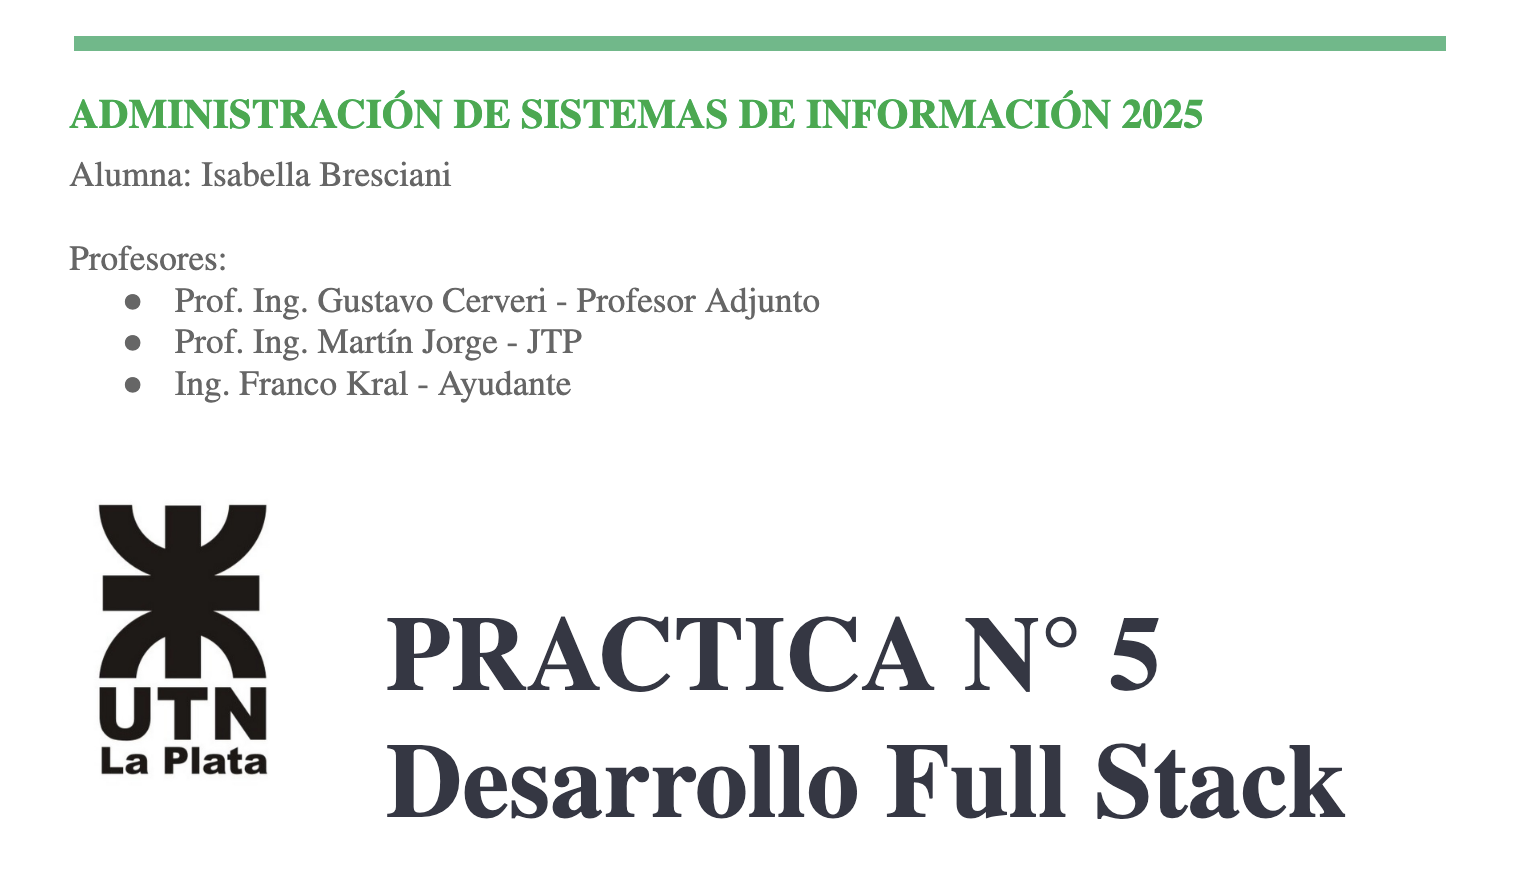 ADMINISTRACIÓN DE SISTEMAS DE INFORMACIÓN 2025
Alumna: Isabella Bresciani
Profesores:
● Prof. Ing. Gustavo Cerveri - Profesor Adjunto
● Prof. Ing. Martín Jorge - JTP
● Ing. Franco Kral - Ayudante
UTN
La Plata
PRACTICA N° 5
Desarrollo Full Stack